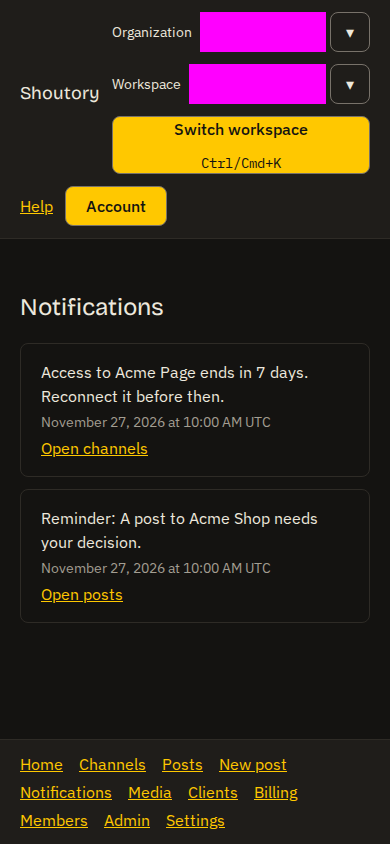 Organization
▾
Workspace
▾
Shoutory
Switch workspace
Ctrl/Cmd+K
Help
Account
Notifications
Access to Acme Page ends in 7 days.
Reconnect it before then.
November 27, 2026 at 10:00 AM UTC
Open channels
Reminder: A post to Acme Shop needs
your decision.
November 27, 2026 at 10:00 AM UTC
Open posts
Home Channels Posts New post
Notifications Media Clients Billing
Members Admin Settings